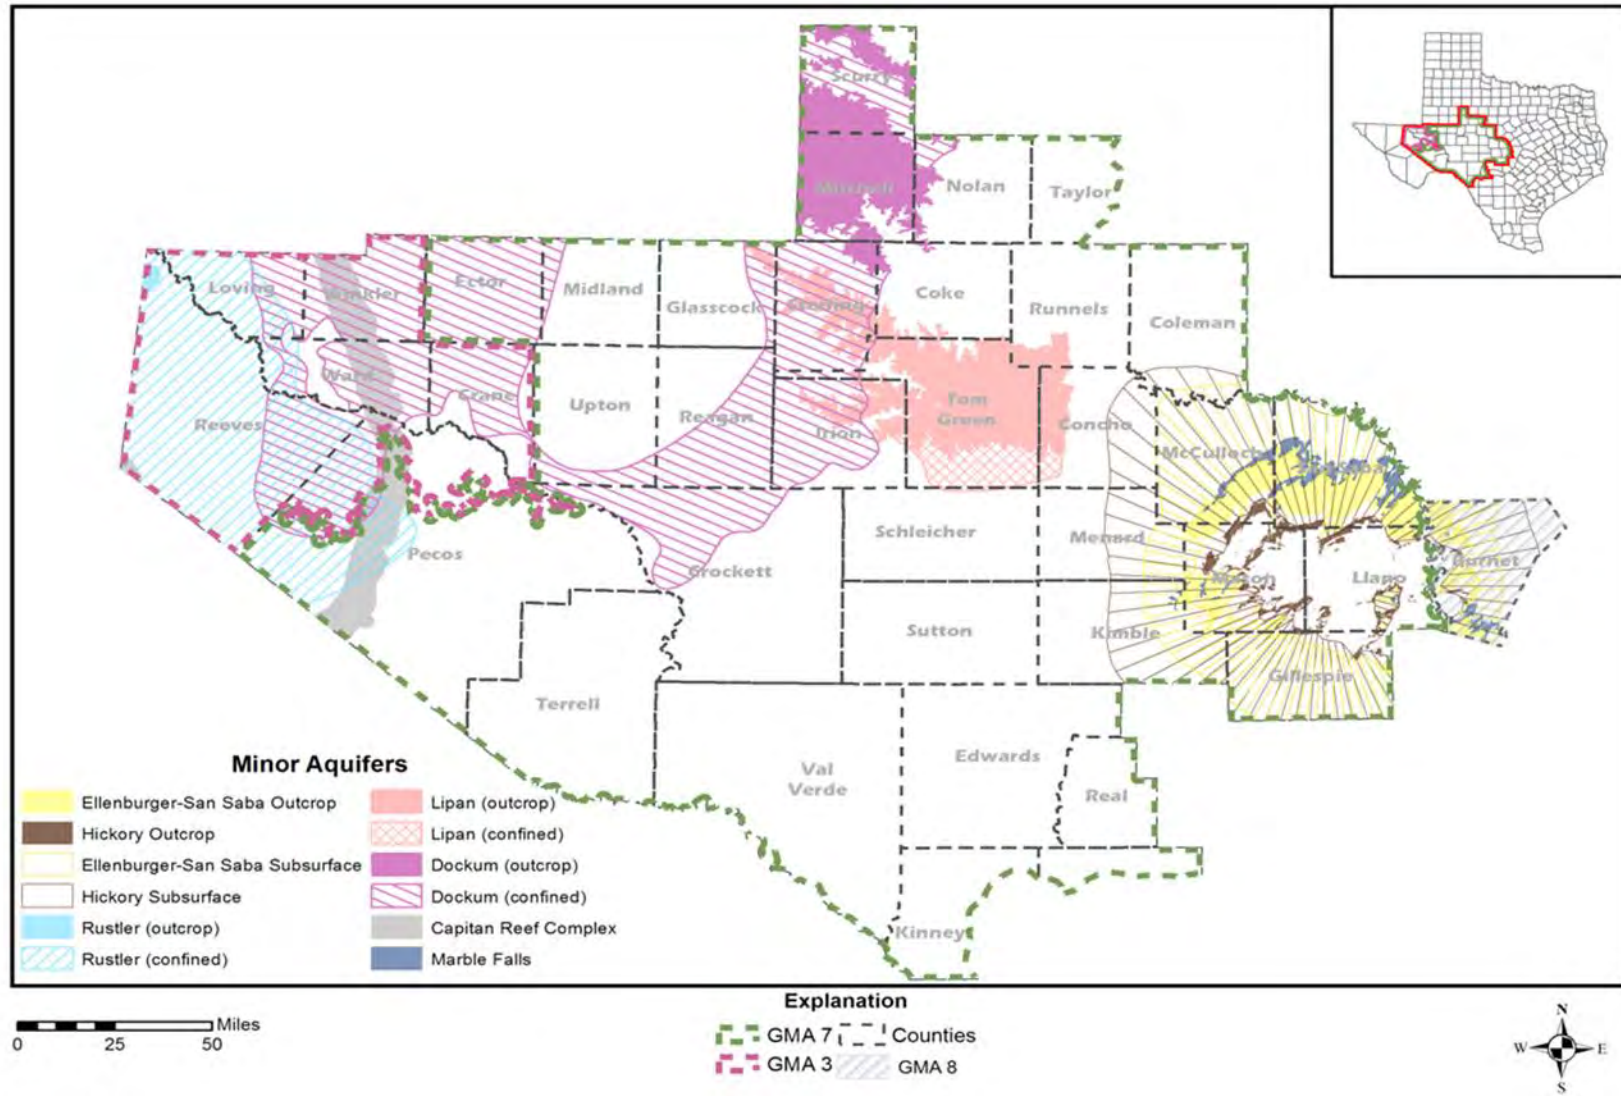 Scurry
Mitchell
Nolan
Taylor
Loving
Winkler
Ector
Midland
Glasscock
Sterling
Coke
Runnels
Coleman
Reeves
Ward
Crane
Upton
Reagan
Irion
Tom
Green
Concho
McCulloch
San Saba
Pecos
Crockett
Schleicher
Menard
Mason
Llano
Burnet
Sutton
Kimble
Gillespie
Terrell
Val
Verde
Edwards
Real
Kinney
Minor Aquifers
Ellenburger-San Saba Outcrop
Hickory Outcrop
Ellenburger-San Saba Subsurface
Hickory Subsurface
Rustler (outcrop)
Rustler (confined)
Lipan (outcrop)
Lipan (confined)
Dockum (outcrop)
Dockum (confined)
Capitan Reef Complex
Marble Falls
Miles
0 25 50
Explanation
GMA 7 Counties
GMA 3 GMA 8
N
W E
S